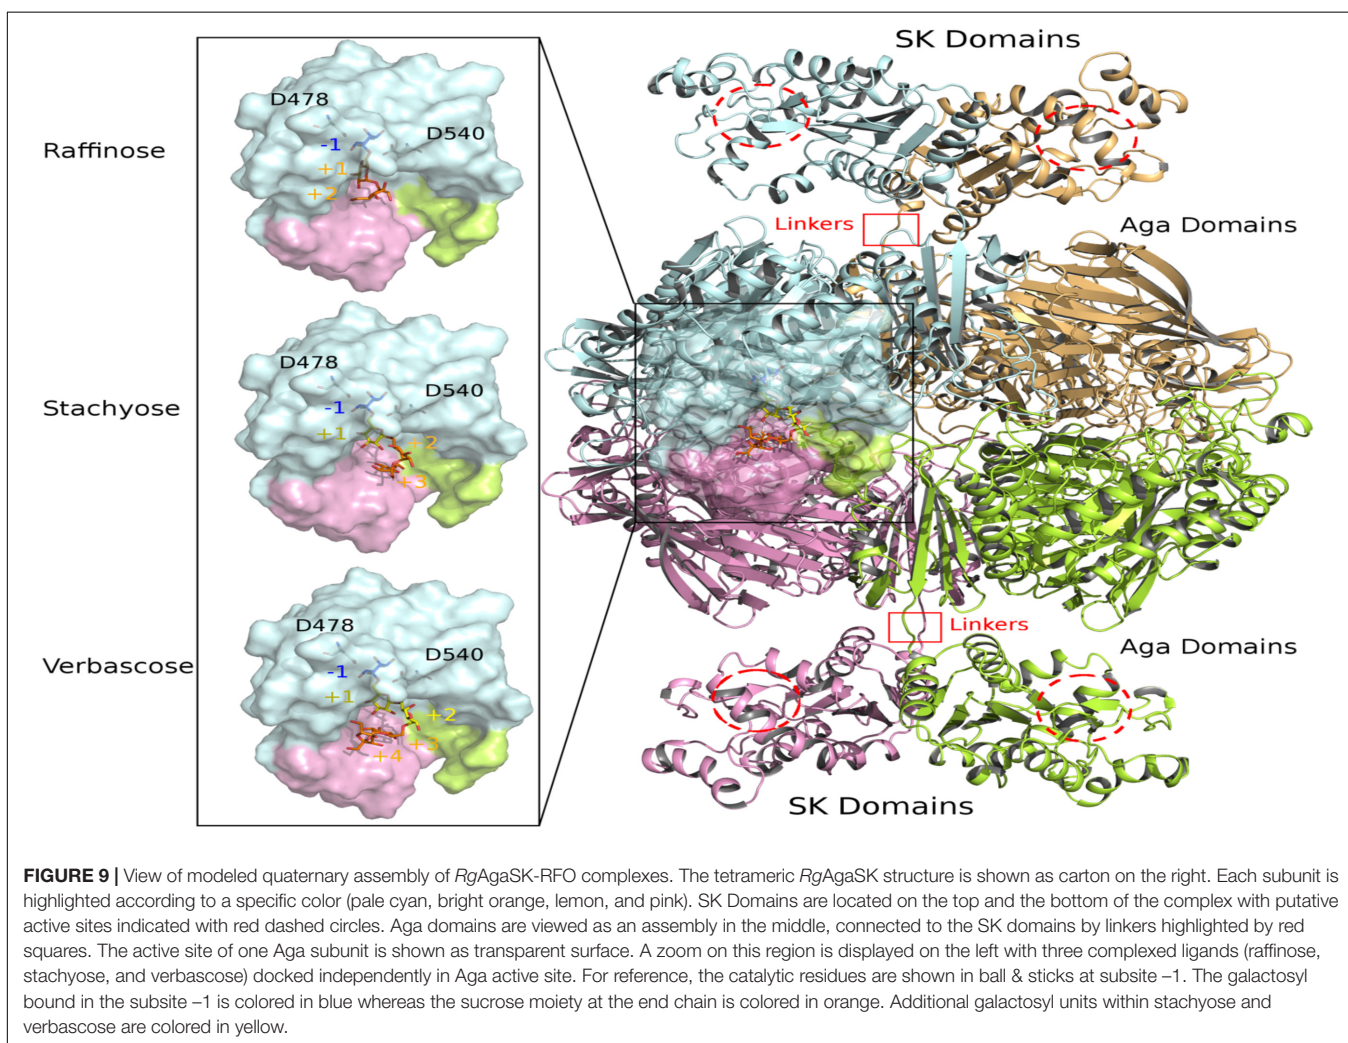 SK Domains
D478
D540
Raffinose
-1
+1
+2
Linkers
Aga Domains
D478
D540
Stachyose
-1
+1
+2
+3
D478
D540
Verbascose
-1
+1
+2
+3
+4
Linkers
Aga Domains
SK Domains
FIGURE 9 | View of modeled quaternary assembly of RgAgaSK-RFO complexes. The tetrameric RgAgaSK structure is shown as carton on the right. Each subunit is
highlighted according to a specific color (pale cyan, bright orange, lemon, and pink). SK Domains are located on the top and the bottom of the complex with putative
active sites indicated with red dashed circles. Aga domains are viewed as an assembly in the middle, connected to the SK domains by linkers highlighted by red
squares. The active site of one Aga subunit is shown as transparent surface. A zoom on this region is displayed on the left with three complexed ligands (raffinose,
stachyose, and verbascose) docked independently in Aga active site. For reference, the catalytic residues are shown in ball & sticks at subsite –1. The galactosyl
bound in the subsite –1 is colored in blue whereas the sucrose moiety at the end chain is colored in orange. Additional galactosyl units within stachyose and
verbascose are colored in yellow.